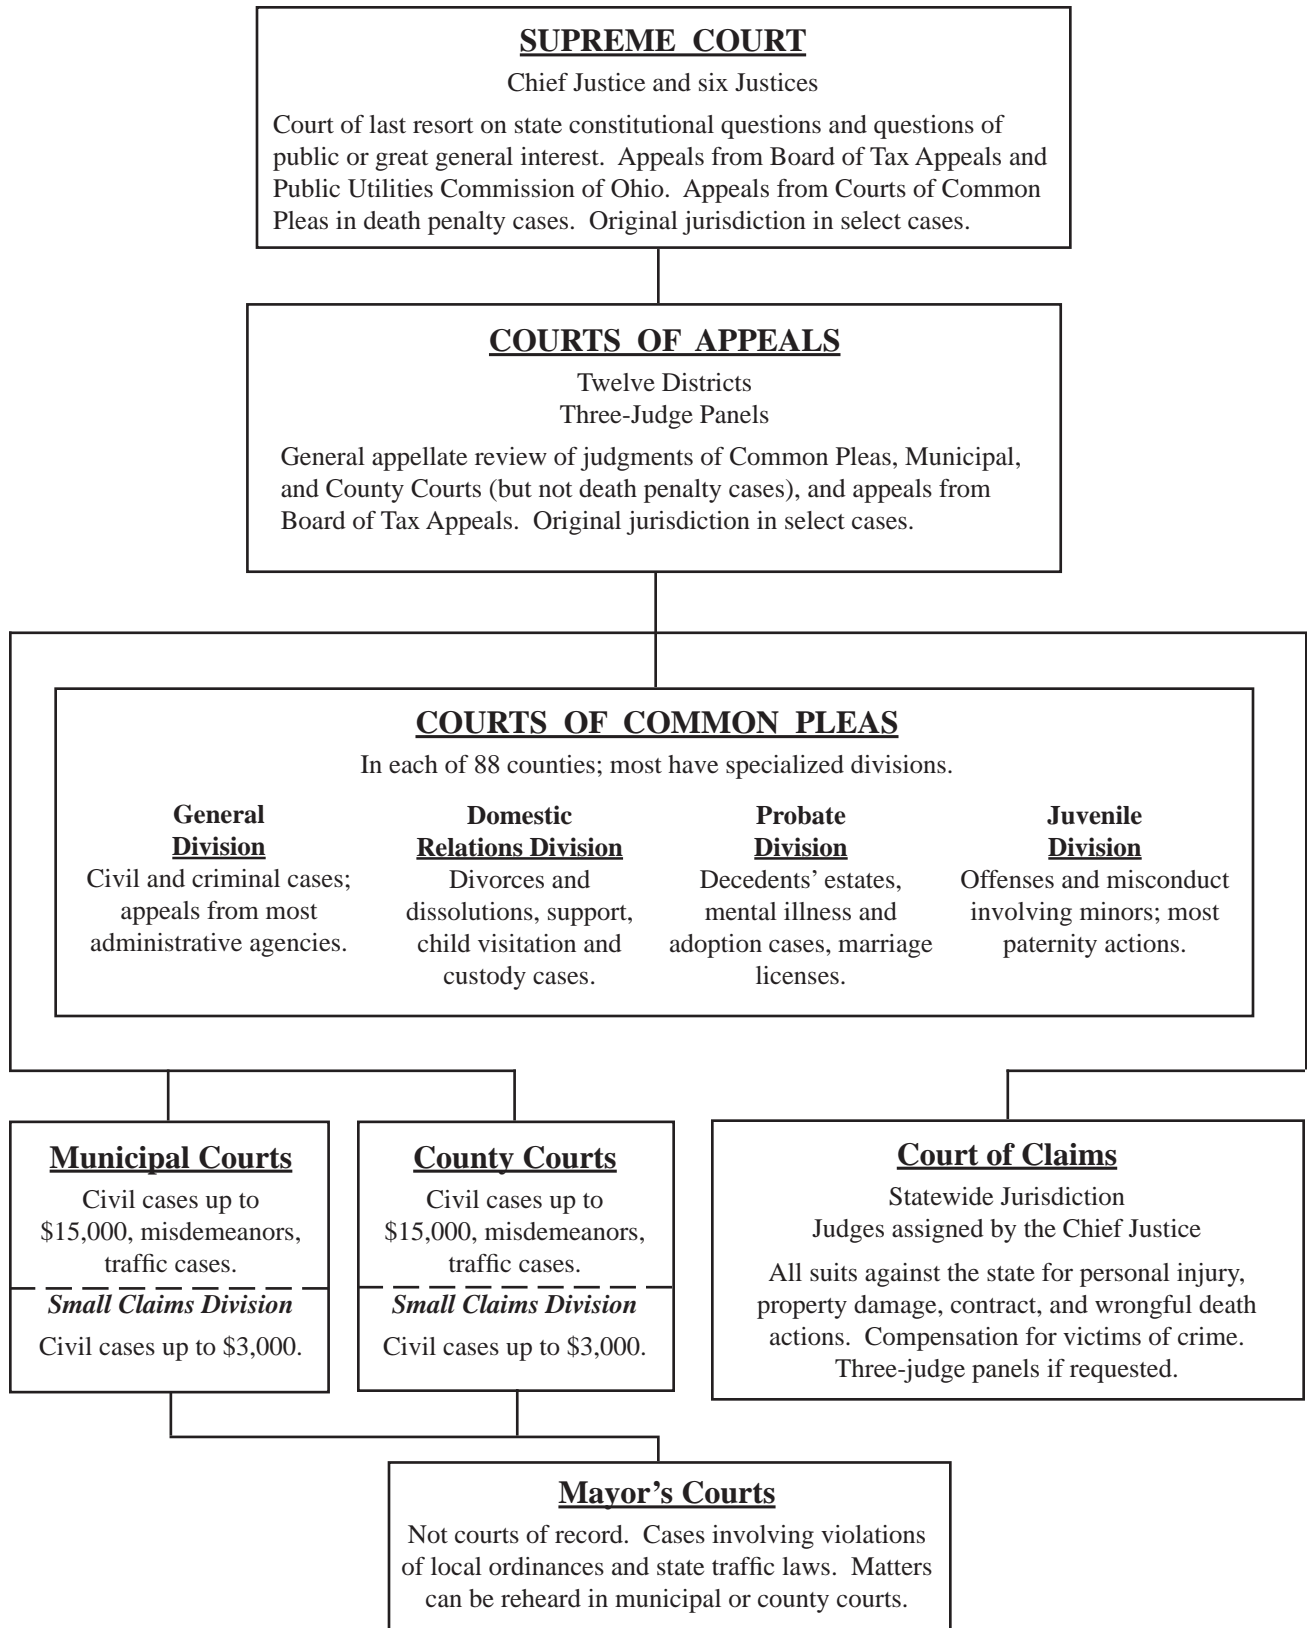 SUPREME COURT
Chief Justice and six Justices
Court of last resort on state constitutional questions and questions of
public or great general interest. Appeals from Board of Tax Appeals and
Public Utilities Commission of Ohio. Appeals from Courts of Common
Pleas in death penalty cases. Original jurisdiction in select cases.
COURTS OF APPEALS
Twelve Districts
Three-Judge Panels
General appellate review of judgments of Common Pleas, Municipal,
and County Courts (but not death penalty cases), and appeals from
Board of Tax Appeals. Original jurisdiction in select cases.
COURTS OF COMMON PLEAS
In each of 88 counties; most have specialized divisions.
General
Division
Civil and criminal cases;
appeals from most
administrative agencies.
Domestic
Relations Division
Divorces and
dissolutions, support,
child visitation and
custody cases.
Probate
Division
Decedents’ estates,
mental illness and
adoption cases, marriage
licenses.
Juvenile
Division
Offenses and misconduct
involving minors; most
paternity actions.
Municipal Courts
Civil cases up to
$15,000, misdemeanors,
traffic cases.
Small Claims Division
Civil cases up to $3,000.
County Courts
Civil cases up to
$15,000, misdemeanors,
traffic cases.
Small Claims Division
Civil cases up to $3,000.
Court of Claims
Statewide Jurisdiction
Judges assigned by the Chief Justice
All suits against the state for personal injury,
property damage, contract, and wrongful death
actions. Compensation for victims of crime.
Three-judge panels if requested.
Mayor’s Courts
Not courts of record. Cases involving violations
of local ordinances and state traffic laws. Matters
can be reheard in municipal or county courts.